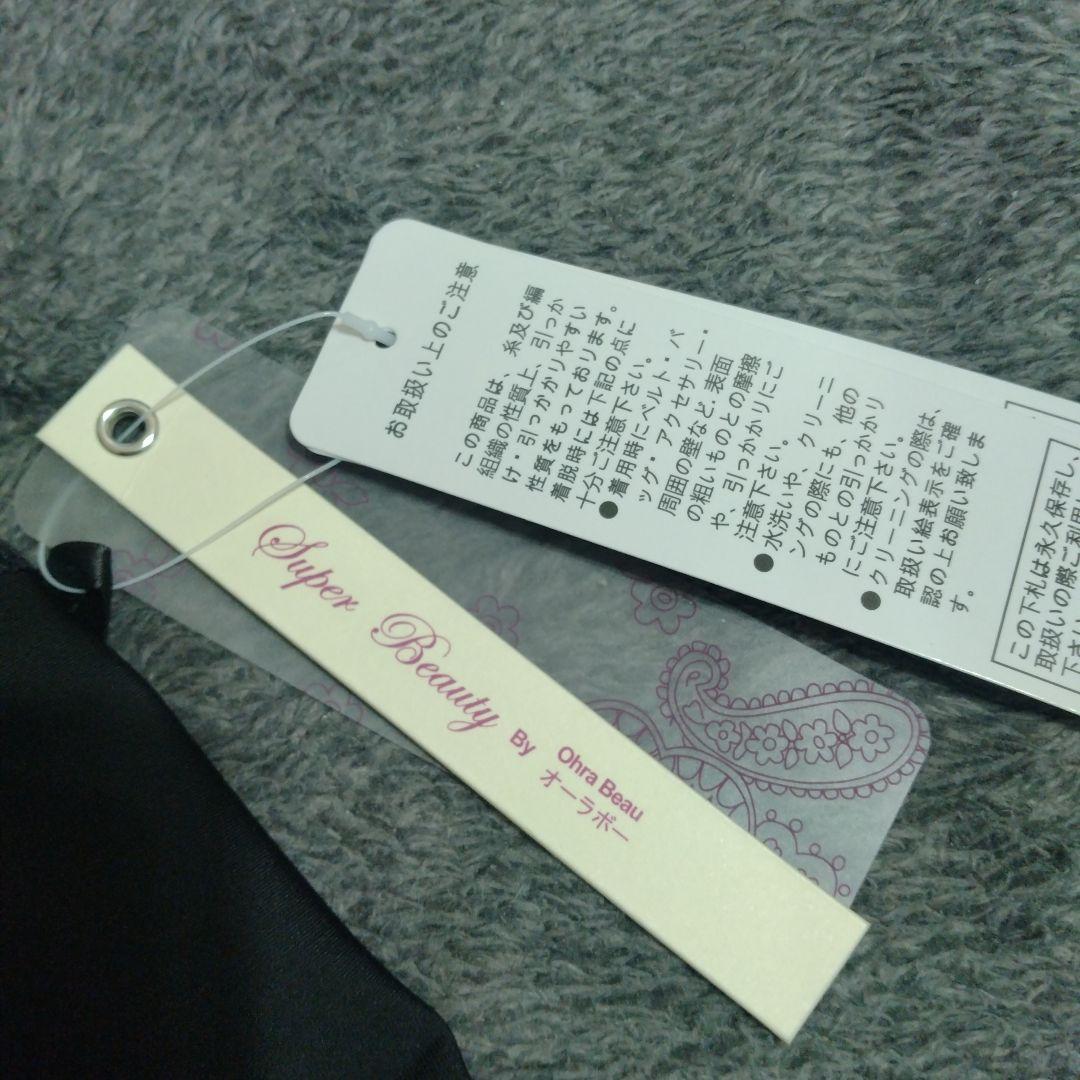 お取扱い上のご注意
この商品は、糸及び編
組織の性質上、引っか
け・引っかかりやすい
性質をもっております。
着脱時には下記の点に
十分ご注意下さい。
●着用時にベルト・バ
ッグ・アクセサリー・
周囲の壁など、表面
の粗いものとの摩擦
や、引っかかりにご
注意下さい。
●水洗いや、クリーニ
ングの際にも、他の
ものとの引っかかり
にご注意下さい。
●クリーニングの際は、
取扱い絵表示をご確
認の上お願い致しま
す。
この下札は永久保存し、
取扱いの際ご利用
下さい
Super Beauty
By Ohra Beau
オーラボー